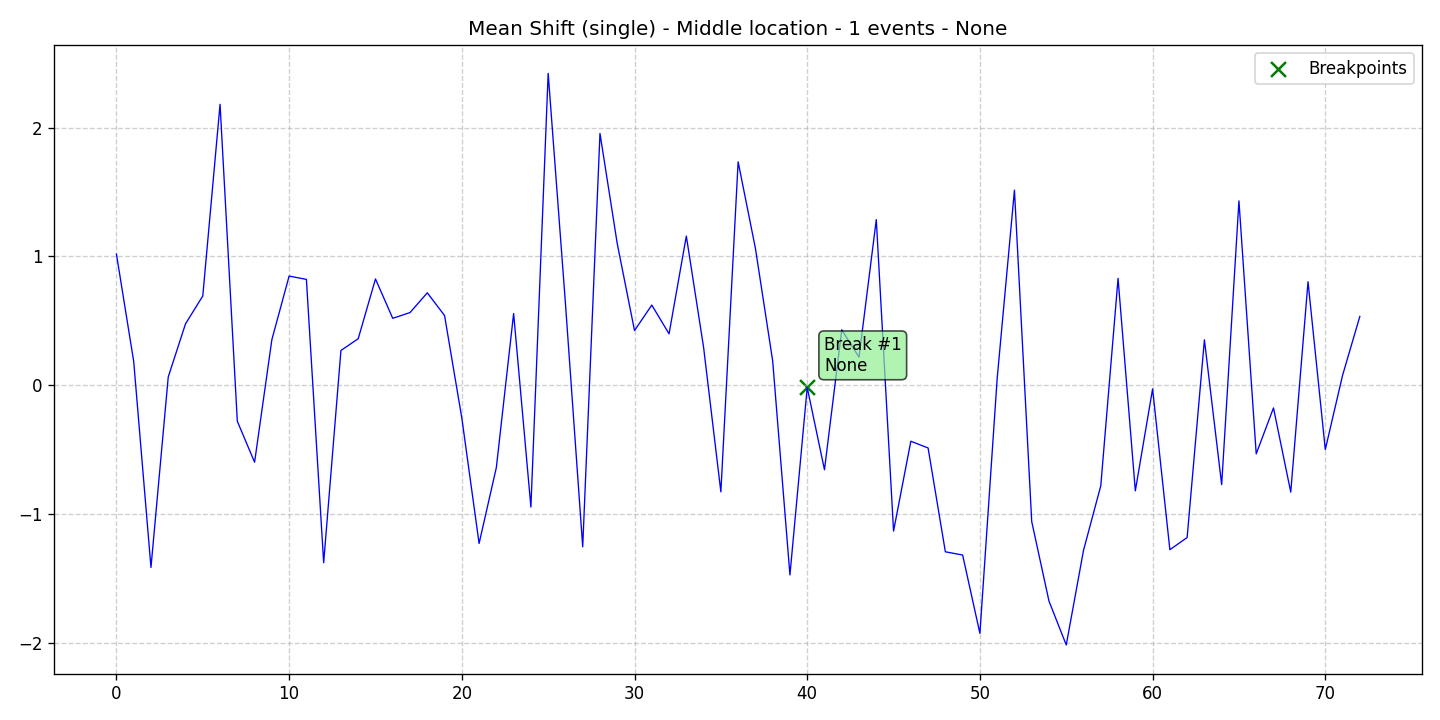 Mean Shift (single) - Middle location - 1 events - None
Breakpoints
2
1
0
−1
−2
Break #1
None
0 10 20 30 40 50 60 70